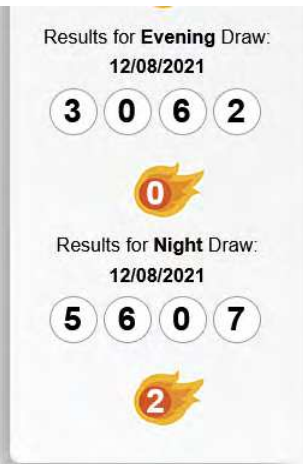 Results for Evening Draw:
12/08/2021
3 0 6 2
0
Results for Night Draw:
12/08/2021
5 6 0 7
2